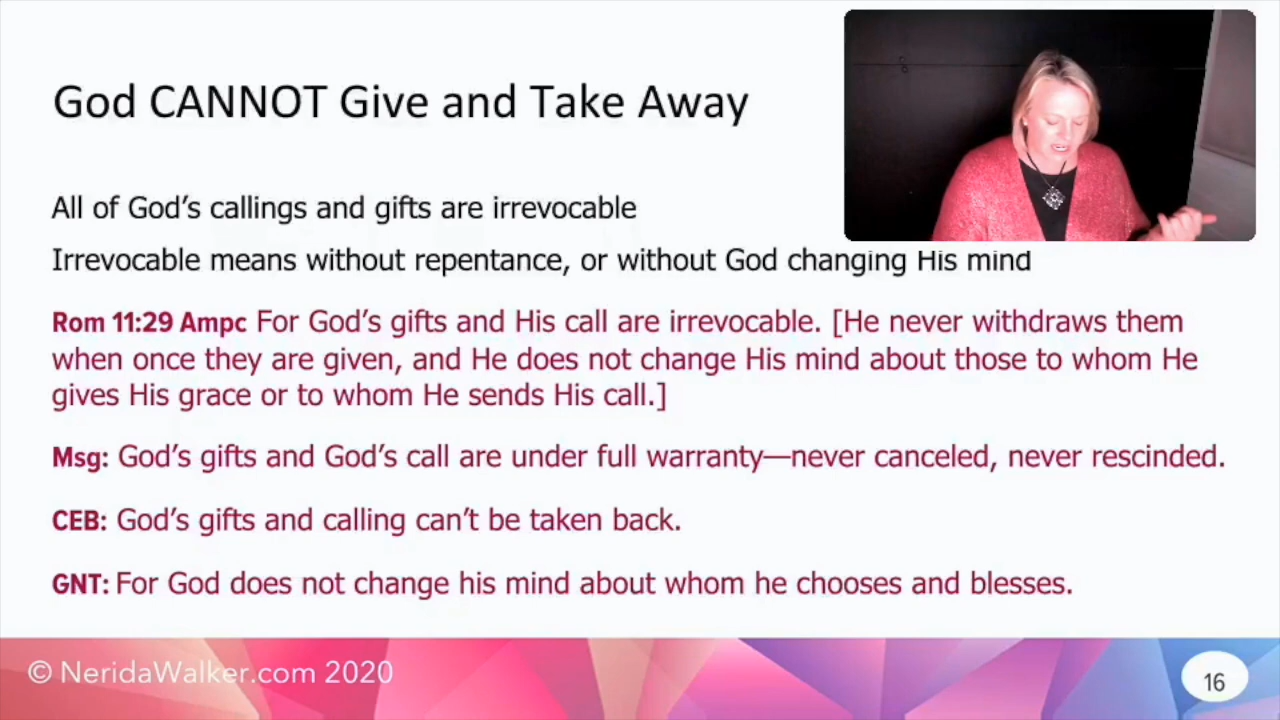 God CANNOT Give and Take Away
All of God's callings and gifts are irrevocable
Irrevocable means without repentance, or without God changing His mind
Rom 11:29 Ampc For God's gifts and His call are irrevocable. [He never withdraws them
when once they are given, and He does not change His mind about those to whom He
gives His grace or to whom He sends His call.]
Msg: God's gifts and God's call are under full warranty—never canceled, never rescinded.
CEB: God's gifts and calling can't be taken back.
GNT: For God does not change his mind about whom he chooses and blesses.
© NeridaWalker.com 2020
16